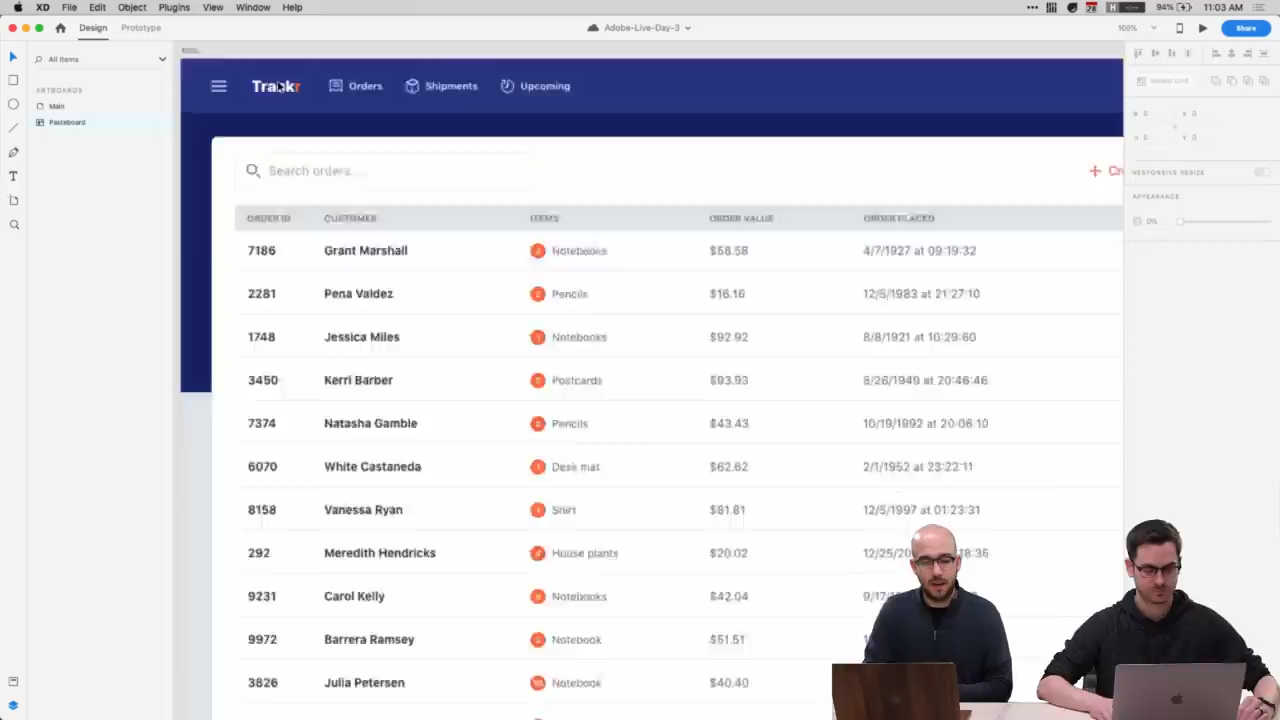 XD File Edit Object Plugins View Window Help
94% 11:03 AM
Design Prototype
Adobe-Live-Day-3
100%
Share
All Items
ARTBOARDS
Main
Pasteboard
Trackr Orders Shipments Upcoming
Search orders...
Repeat Grid
RESPONSIVE RESIZE
APPEARANCE
0%
ORDER ID CUSTOMER ITEMS ORDER VALUE ORDER PLACED
7186 Grant Marshall Notebooks $58.58 4/7/1927 at 09:19:32
2281 Pena Valdez Pencils $16.16 12/5/1983 at 21:27:10
1748 Jessica Miles Notebooks $92.92 8/8/1921 at 10:29:60
3450 Kerri Barber Postcards $93.93 8/26/1949 at 20:46:46
7374 Natasha Gamble Pencils $43.43 10/19/1992 at 20:06:10
6070 White Castaneda Desk mat $62.62 2/1/1952 at 23:22:11
8158 Vanessa Ryan Shirt $81.81 12/5/1997 at 01:23:31
292 Meredith Hendricks House plants $20.02
9231 Carol Kelly Notebooks $42.04
9972 Barrera Ramsey Notebook $51.51
3826 Julia Petersen Notebook $40.40